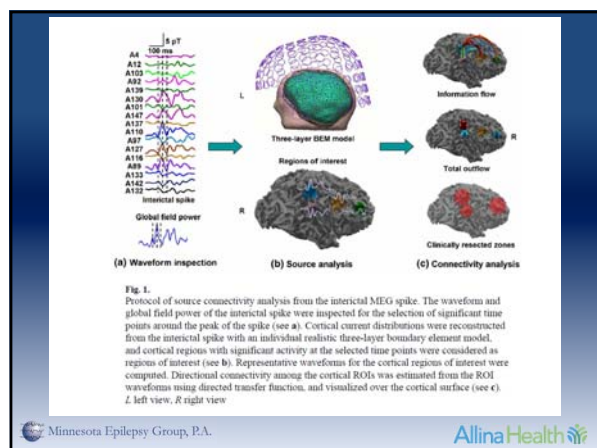 5 pT
100 ms
A4
A12
A103
A92
A139
A130
A101
A147
A137
A110
A97
A127
A116
A89
A133
A142
A132
Interictal spike
Global field power
(a) Waveform inspection
L
Three-layer BEM model
Regions of interest
R
(b) Source analysis
Information flow
R
Total outflow
Clinically resected zones
(c) Connectivity analysis
Fig. 1.
Protocol of source connectivity analysis from the interictal MEG spike. The waveform and
global field power of the interictal spike were inspected for the selection of significant time
points around the peak of the spike (see a). Cortical current distributions were reconstructed
from the interictal spike with an individual realistic three-layer boundary element model,
and cortical regions with significant activity at the selected time points were considered as
regions of interest (see b). Representative waveforms for the cortical regions of interest were
computed. Directional connectivity among the cortical ROIs was estimated from the ROI
waveforms using directed transfer function, and visualized over the cortical surface (see c).
L left view, R right view
Minnesota Epilepsy Group, P.A.
Allina Health